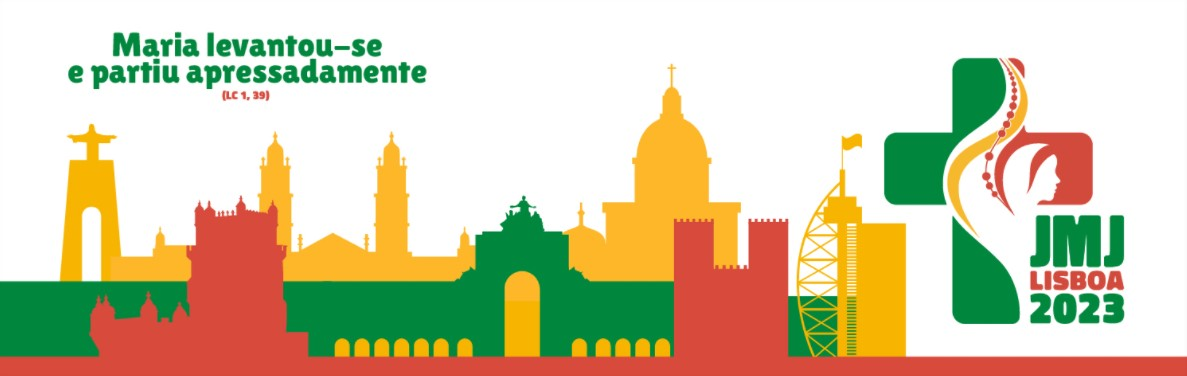 Maria levantou-se
e partiu apressadamente
(LC 1, 39)
JMJ
LISBOA
2023